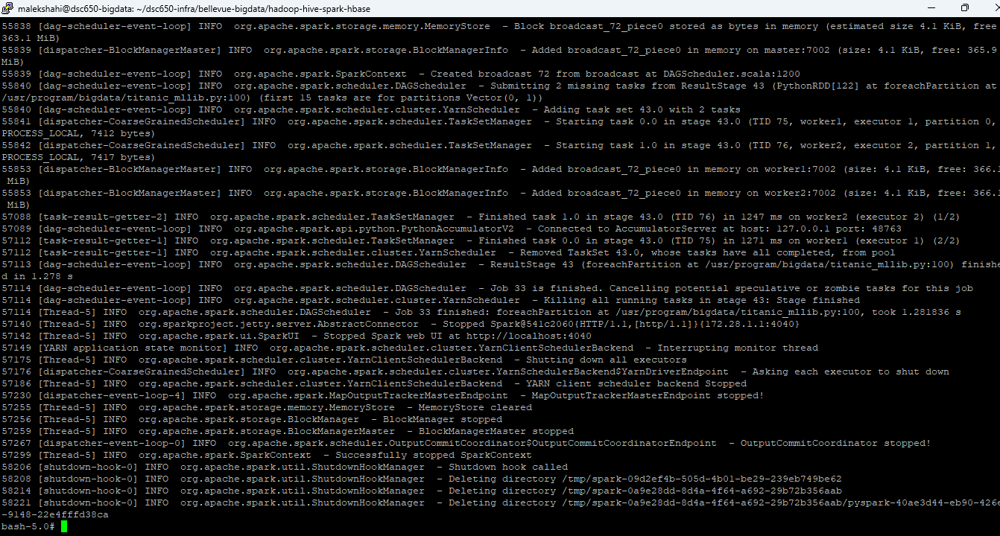 malekshahi@dsc650-bigdata: ~/dsc650-infra/bellevue-bigdata/hadoop-hive-spark-hbase
55838 [dag-scheduler-event-loop] INFO  org.apache.spark.storage.memory.MemoryStore  - Block broadcast_72_piece0 stored as bytes in memory (estimated size 4.1 KiB, free
363.1 MiB)
55839 [dispatcher-BlockManagerMaster] INFO  org.apache.spark.storage.BlockManagerInfo  - Added broadcast_72_piece0 in memory on master:7002 (size: 4.1 KiB, free: 365.9
MiB)
55839 [dag-scheduler-event-loop] INFO  org.apache.spark.SparkContext  - Created broadcast 72 from broadcast at DAGScheduler.scala:1200
55840 [dag-scheduler-event-loop] INFO  org.apache.spark.scheduler.DAGScheduler  - Submitting 2 missing tasks from ResultStage 43 (PythonRDD[122] at foreachPartition at
/usr/program/bigdata/titanic_mllib.py:100) (first 15 tasks are for partitions Vector(0, 1))
55840 [dag-scheduler-event-loop] INFO  org.apache.spark.scheduler.cluster.YarnScheduler  - Adding task set 43.0 with 2 tasks
55841 [dispatcher-CoarseGrainedScheduler] INFO  org.apache.spark.scheduler.TaskSetManager  - Starting task 0.0 in stage 43.0 (TID 75, worker1, executor 1, partition 0,
PROCESS_LOCAL, 7412 bytes)
55842 [dispatcher-CoarseGrainedScheduler] INFO  org.apache.spark.scheduler.TaskSetManager  - Starting task 1.0 in stage 43.0 (TID 76, worker2, executor 2, partition 1,
PROCESS_LOCAL, 7417 bytes)
55853 [dispatcher-BlockManagerMaster] INFO  org.apache.spark.storage.BlockManagerInfo  - Added broadcast_72_piece0 in memory on worker1:7002 (size: 4.1 KiB, free: 366.1
MiB)
55853 [dispatcher-BlockManagerMaster] INFO  org.apache.spark.storage.BlockManagerInfo  - Added broadcast_72_piece0 in memory on worker2:7002 (size: 4.1 KiB, free: 366.1
MiB)
57088 [task-result-getter-2] INFO  org.apache.spark.scheduler.TaskSetManager  - Finished task 1.0 in stage 43.0 (TID 76) in 1247 ms on worker2 (executor 2) (1/2)
57089 [dag-scheduler-event-loop] INFO  org.apache.spark.api.python.PythonAccumulatorV2  - Connected to AccumulatorServer at host: 127.0.0.1 port: 48763
57112 [task-result-getter-1] INFO  org.apache.spark.scheduler.TaskSetManager  - Finished task 0.0 in stage 43.0 (TID 75) in 1271 ms on worker1 (executor 1) (2/2)
57112 [task-result-getter-1] INFO  org.apache.spark.scheduler.cluster.YarnScheduler  - Removed TaskSet 43.0, whose tasks have all completed, from pool
57113 [dag-scheduler-event-loop] INFO  org.apache.spark.scheduler.DAGScheduler  - ResultStage 43 (foreachPartition at /usr/program/bigdata/titanic_mllib.py:100) finishe
d in 1.278 s
57114 [dag-scheduler-event-loop] INFO  org.apache.spark.scheduler.DAGScheduler  - Job 33 is finished. Cancelling potential speculative or zombie tasks for this job
57114 [dag-scheduler-event-loop] INFO  org.apache.spark.scheduler.cluster.YarnScheduler  - Killing all running tasks in stage 43: Stage finished
57114 [Thread-5] INFO  org.apache.spark.scheduler.DAGScheduler  - Job 33 finished: foreachPartition at /usr/program/bigdata/titanic_mllib.py:100, took 1.281836 s
57140 [Thread-5] INFO  org.sparkproject.jetty.server.AbstractConnector  - Stopped Spark@541c2060{HTTP/1.1,[http/1.1]}{172.28.1.1:4040}
57142 [Thread-5] INFO  org.apache.spark.ui.SparkUI  - Stopped Spark web UI at http://localhost:4040
57149 [YARN application state monitor] INFO  org.apache.spark.scheduler.cluster.YarnClientSchedulerBackend  - Interrupting monitor thread
57175 [Thread-5] INFO  org.apache.spark.scheduler.cluster.YarnClientSchedulerBackend  - Shutting down all executors
57176 [dispatcher-CoarseGrainedScheduler] INFO  org.apache.spark.scheduler.cluster.YarnSchedulerBackend$YarnDriverEndpoint  - Asking each executor to shut down
57186 [Thread-5] INFO  org.apache.spark.scheduler.cluster.YarnClientSchedulerBackend  - YARN client scheduler backend Stopped
57230 [dispatcher-event-loop-4] INFO  org.apache.spark.MapOutputTrackerMasterEndpoint  - MapOutputTrackerMasterEndpoint stopped!
57255 [Thread-5] INFO  org.apache.spark.storage.memory.MemoryStore  - MemoryStore cleared
57256 [Thread-5] INFO  org.apache.spark.storage.BlockManager  - BlockManager stopped
57259 [Thread-5] INFO  org.apache.spark.storage.BlockManagerMaster  - BlockManagerMaster stopped
57267 [dispatcher-event-loop-0] INFO  org.apache.spark.scheduler.OutputCommitCoordinator$OutputCommitCoordinatorEndpoint  - OutputCommitCoordinator stopped!
57299 [Thread-5] INFO  org.apache.spark.SparkContext  - Successfully stopped SparkContext
58206 [shutdown-hook-0] INFO  org.apache.spark.util.ShutdownHookManager  - Shutdown hook called
58208 [shutdown-hook-0] INFO  org.apache.spark.util.ShutdownHookManager  - Deleting directory /tmp/spark-09d2ef4b-505d-4b01-be29-239eb749be62
58214 [shutdown-hook-0] INFO  org.apache.spark.util.ShutdownHookManager  - Deleting directory /tmp/spark-0a9e28dd-8d4a-4f64-a692-29b72b356aab
58221 [shutdown-hook-0] INFO  org.apache.spark.util.ShutdownHookManager  - Deleting directory /tmp/spark-0a9e28dd-8d4a-4f64-a692-29b72b356aab/pyspark-40ae3d44-eb90-426e
-9148-22e4fffd38ca
bash-5.0#